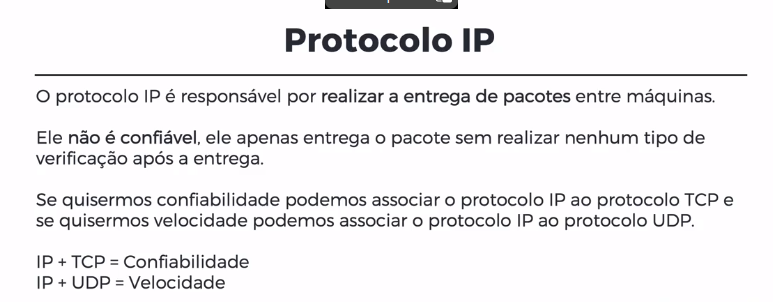 Protocolo IP
O protocolo IP é responsável por realizar a entrega de pacotes entre máquinas.
Ele não é confiável, ele apenas entrega o pacote sem realizar nenhum tipo de
verificação após a entrega.
Se quisermos confiabilidade podemos associar o protocolo IP ao protocolo TCP e
se quisermos velocidade podemos associar o protocolo IP ao protocolo UDP.
IP + TCP = Confiabilidade
IP + UDP = Velocidade